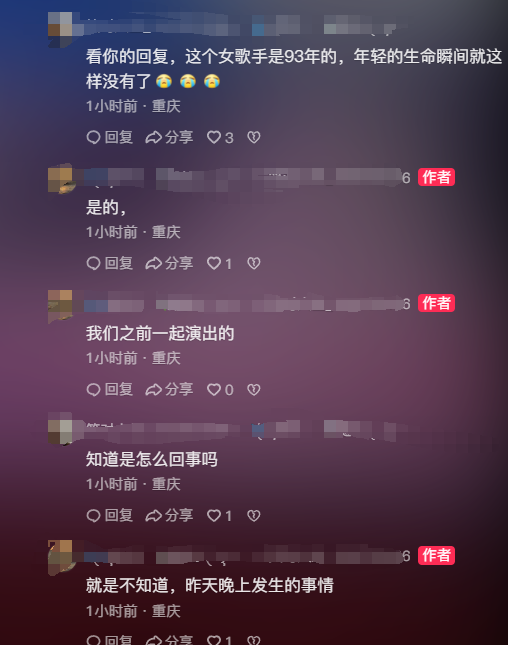 看你的回复，这个女歌手是93年的，年轻的生命瞬间就这
样没有了😭😭😭
1小时前·重庆
回复 分享 3
6 作者
是的，
1小时前·重庆
回复 分享 1
6 作者
我们之前一起演出的
1小时前·重庆
回复 分享 0
知道是怎么回事吗
1小时前·重庆
回复 分享 1
6 作者
就是不知道，昨天晚上发生的事情
1小时前·重庆
回复 分享 1